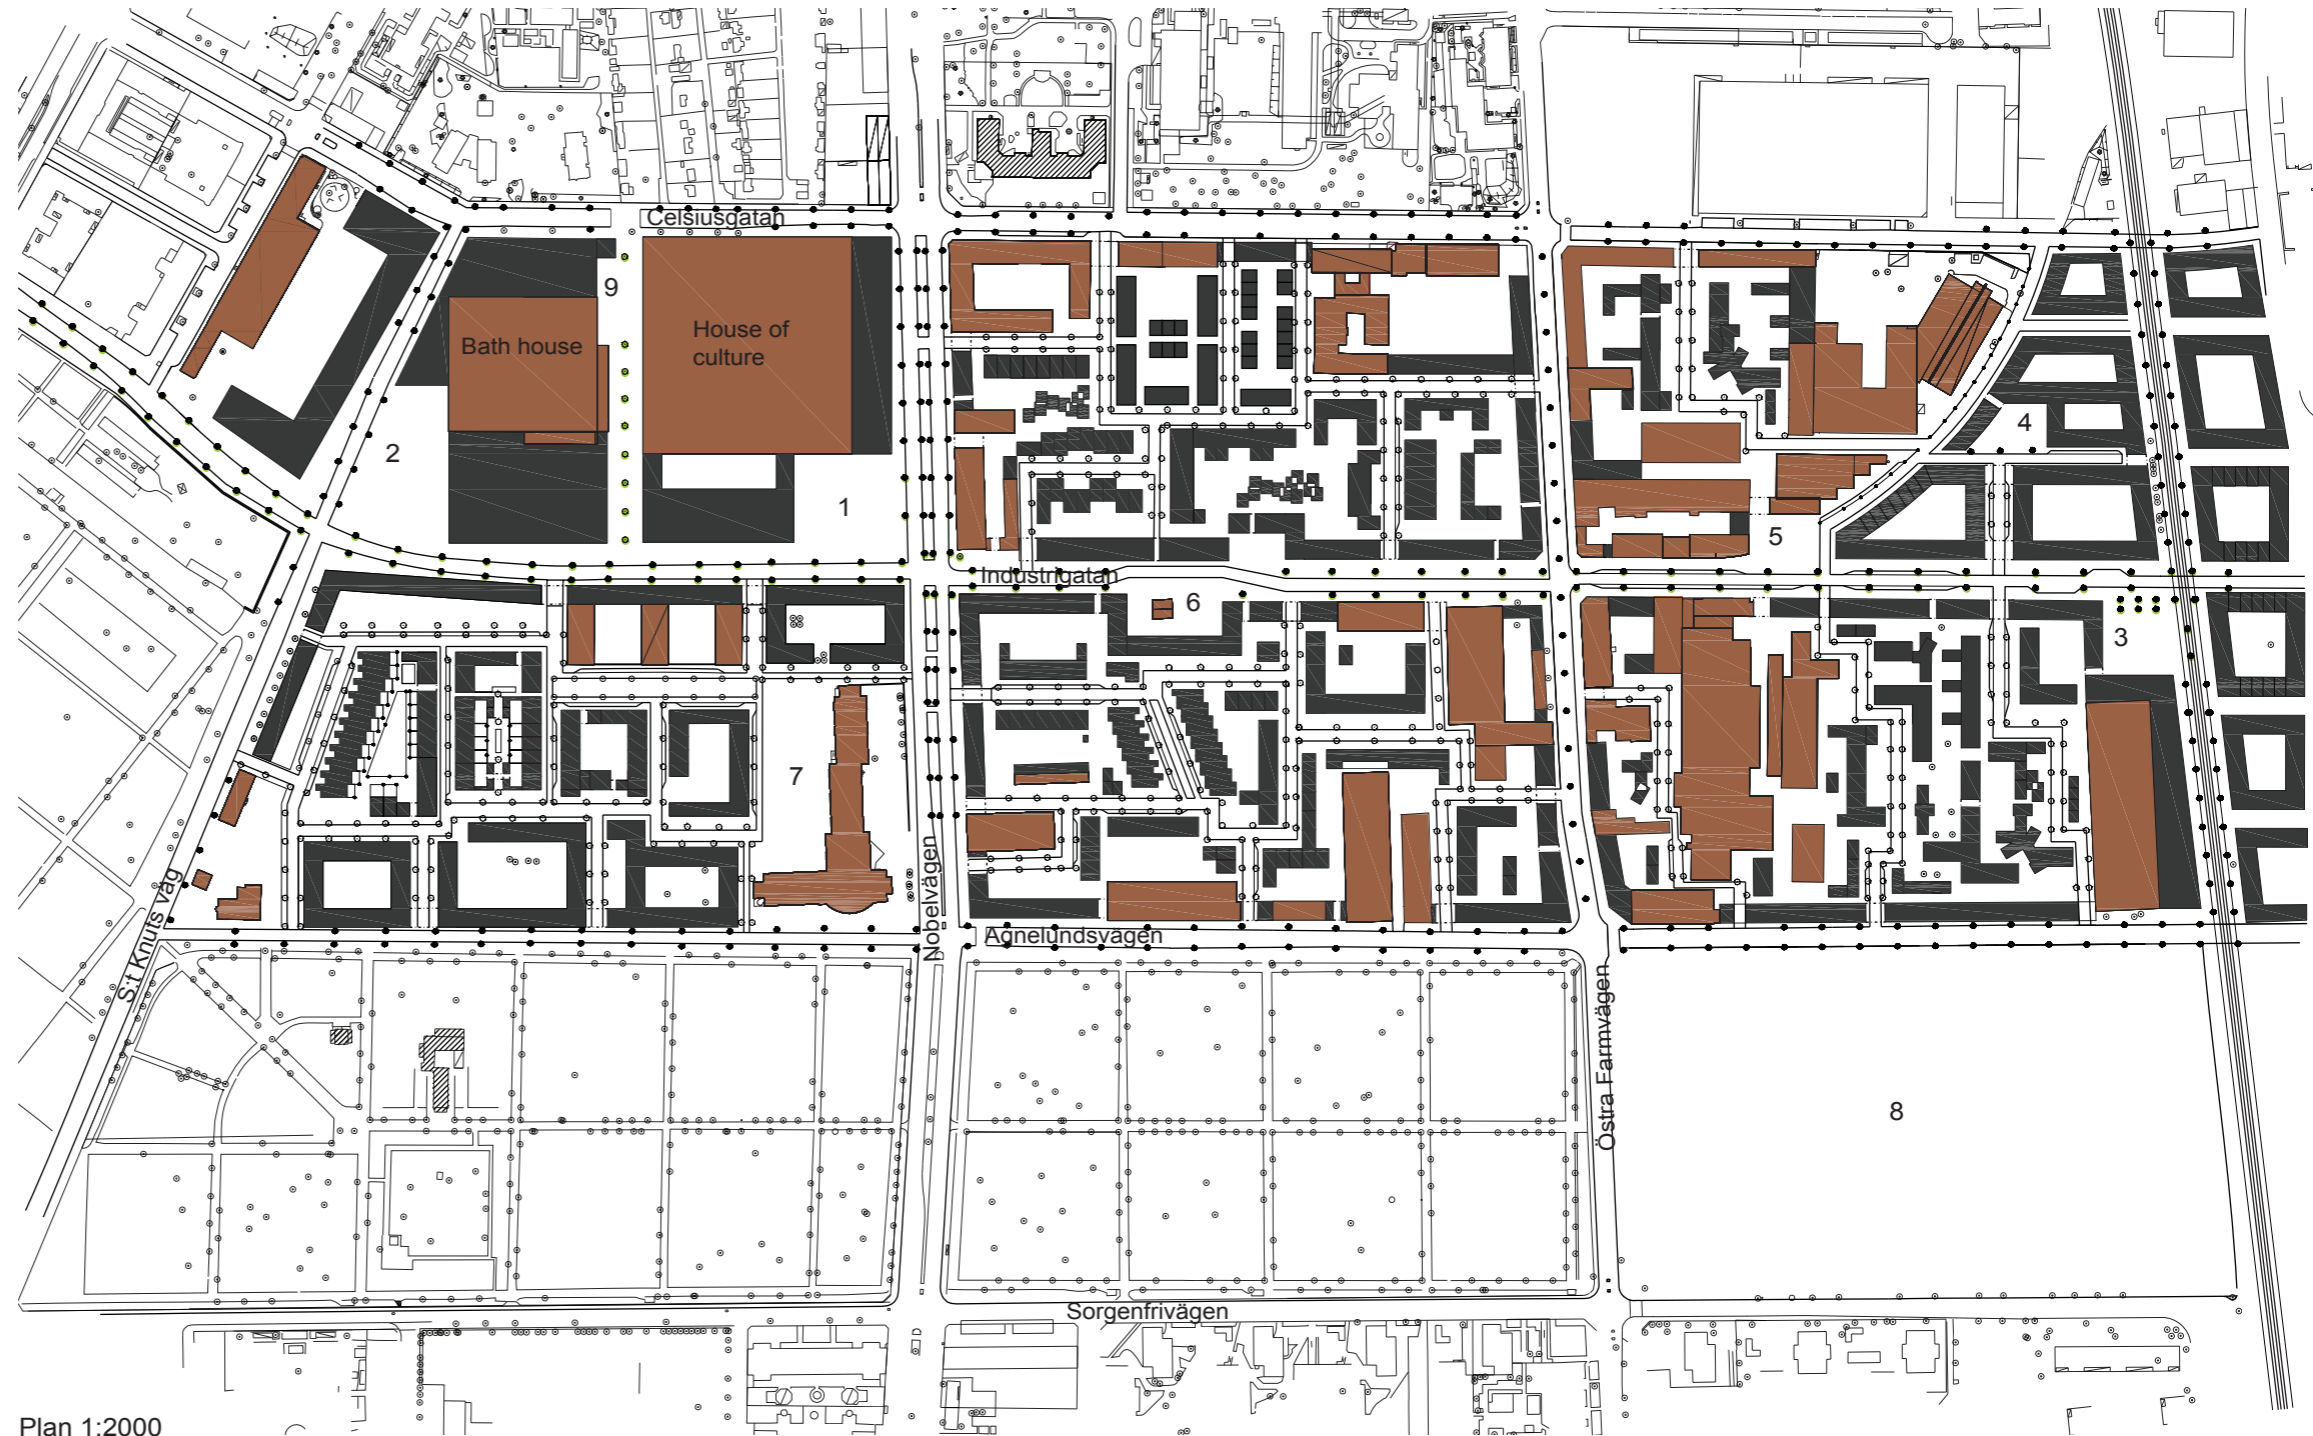 Celsiusgatan
9
Bath house
House of
culture
2
1
4
5
Industrigatan
6
3
7
Nobelvägen
S:t Knuts väg
Agnelundsvägen
Östra Farmvägen
8
Sorgenfrivägen
Plan 1:2000